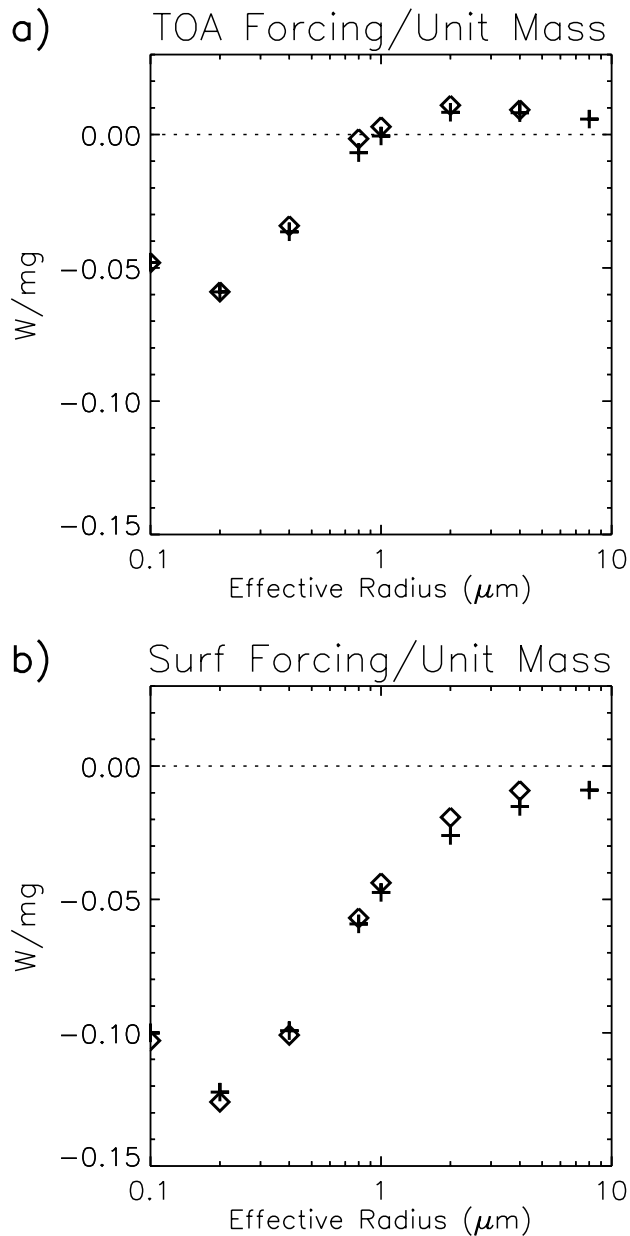 a) TOA Forcing/Unit Mass
0.00
−0.05
−0.10
−0.15
W/mg
0.1 1 10
Effective Radius (μm)
b) Surf Forcing/Unit Mass
0.00
−0.05
−0.10
−0.15
W/mg
0.1 1 10
Effective Radius (μm)